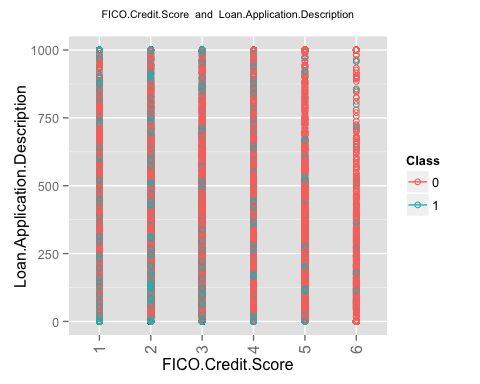 FICO.Credit.Score and Loan.Application.Description
Loan.Application.Description
1000
750
500
250
0
1 2 3 4 5 6
FICO.Credit.Score
Class
0
1